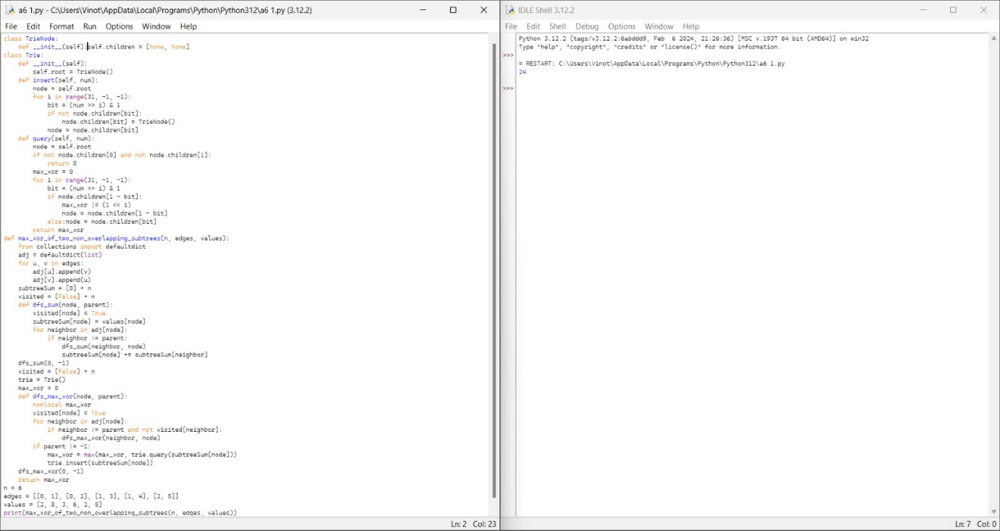 a6 1.py - C:\Users\Vinot\AppData\Local\Programs\Python\Python312\a6 1.py (3.12.2)
File Edit Format Run Options Window Help
class TrieNode:
    def __init__(self):self.children = [None, None]
class Trie:
    def __init__(self):
        self.root = TrieNode()
    def insert(self, num):
        node = self.root
        for i in range(31, -1, -1):
            bit = (num >> i) & 1
            if not node.children[bit]:
                node.children[bit] = TrieNode()
            node = node.children[bit]
    def query(self, num):
        node = self.root
        if not node.children[0] and not node.children[1]:
            return 0
        max_xor = 0
        for i in range(31, -1, -1):
            bit = (num >> i) & 1
            if node.children[1 - bit]:
                max_xor |= (1 << i)
                node = node.children[1 - bit]
            else:node = node.children[bit]
        return max_xor
def max_xor_of_two_non_overlapping_subtrees(n, edges, values):
    from collections import defaultdict
    adj = defaultdict(list)
    for u, v in edges:
        adj[u].append(v)
        adj[v].append(u)
    subtreeSum = [0] * n
    visited = [False] * n
    def dfs_sum(node, parent):
        visited[node] = True
        subtreeSum[node] = values[node]
        for neighbor in adj[node]:
            if neighbor != parent:
                dfs_sum(neighbor, node)
                subtreeSum[node] += subtreeSum[neighbor]
    dfs_sum(0, -1)
    visited = [False] * n
    trie = Trie()
    max_xor = 0
    def dfs_max_xor(node, parent):
        nonlocal max_xor
        visited[node] = True
        for neighbor in adj[node]:
            if neighbor != parent and not visited[neighbor]:
                dfs_max_xor(neighbor, node)
        if parent != -1:
            max_xor = max(max_xor, trie.query(subtreeSum[node]))
            trie.insert(subtreeSum[node])
    dfs_max_xor(0, -1)
    return max_xor
n = 6
edges = [[0, 1], [0, 2], [1, 3], [1, 4], [2, 5]]
values = [2, 8, 3, 6, 2, 5]
print(max_xor_of_two_non_overlapping_subtrees(n, edges, values))
Ln: 2 Col: 23
IDLE Shell 3.12.2
File Edit Shell Debug Options Window Help
Python 3.12.2 (tags/v3.12.2:6abddd9, Feb  6 2024, 21:26:36) [MSC v.1937 64 bit (AMD64)] on win32
Type "help", "copyright", "credits" or "license()" for more information.
>>>
= RESTART: C:\Users\Vinot\AppData\Local\Programs\Python\Python312\a6 1.py
24
>>>
Ln: 7 Col: 0